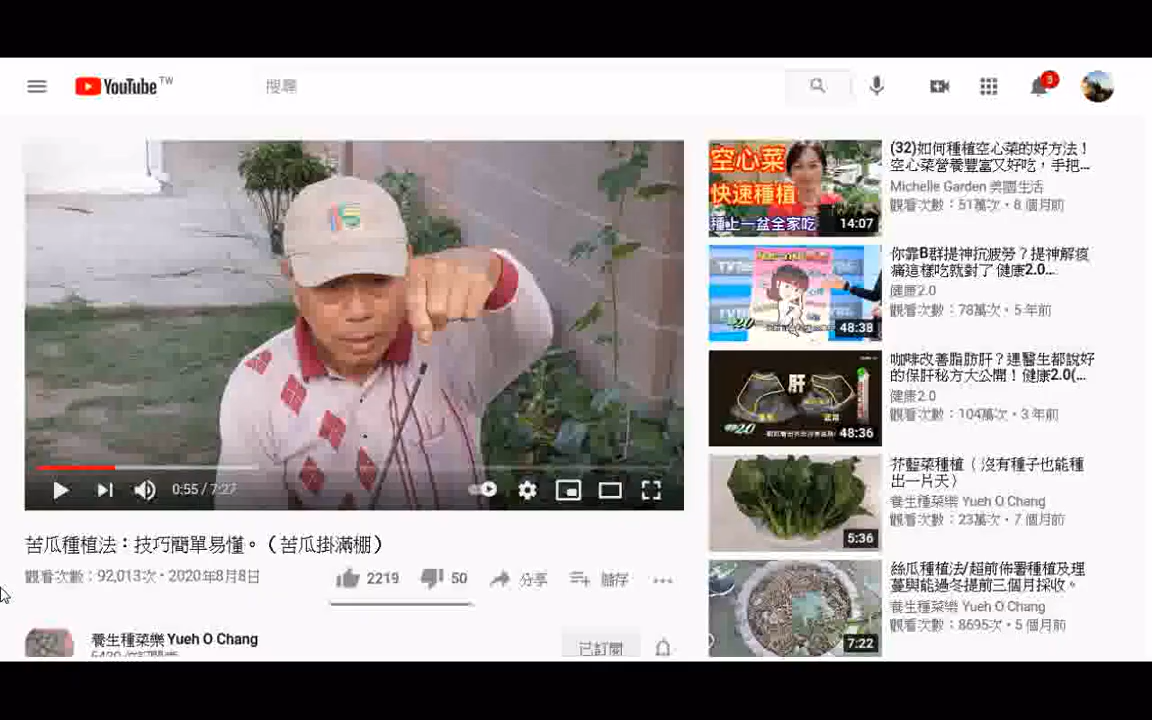 YouTube TW
搜尋
3
0:55 / 7:27
苦瓜種植法：技巧簡單易懂。（苦瓜掛滿棚）
觀看次數：92,013次・2020年8月8日
2219
50
分享
儲存
養生種菜樂 Yueh O Chang
已訂閱
空心菜
快速種植
種上一盆全家吃
14:07
(32)如何種植空心菜的好方法！
空心菜營養豐富又好吃，手把...
Michelle Garden 美國生活
觀看次數：51萬次・8 個月前
48:38
你靠B群提神抗疲勞？提神解疲
痛這樣吃就對了 健康2.0...
健康2.0
觀看次數：78萬次・5 年前
肝
48:36
咖啡改善脂肪肝？連醫生都說好
的保肝秘方大公開！健康2.0(...
健康2.0
觀看次數：104萬次・3 年前
5:36
芥藍菜種植（ 沒有種子也能種
出一片天）
養生種菜樂 Yueh O Chang
觀看次數：23萬次・7 個月前
7:22
絲瓜種植法/超前佈署種植及理
蔓與能過冬提前三個月採收。
養生種菜樂 Yueh O Chang
觀看次數：8695次・5 個月前